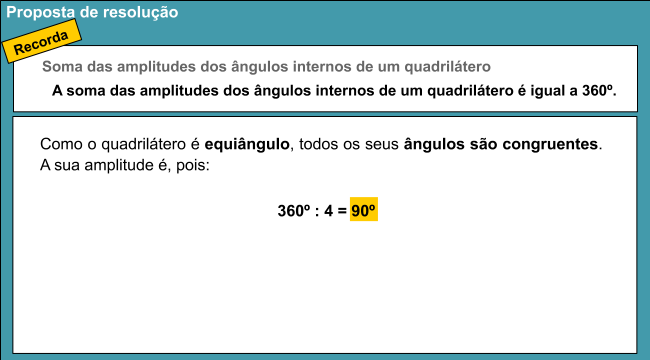 Proposta de resolução
Recorda
Soma das amplitudes dos ângulos internos de um quadrilátero
A soma das amplitudes dos ângulos internos de um quadrilátero é igual a 360º.
Como o quadrilátero é equiângulo, todos os seus ângulos são congruentes.
A sua amplitude é, pois:
360º : 4 = 90º